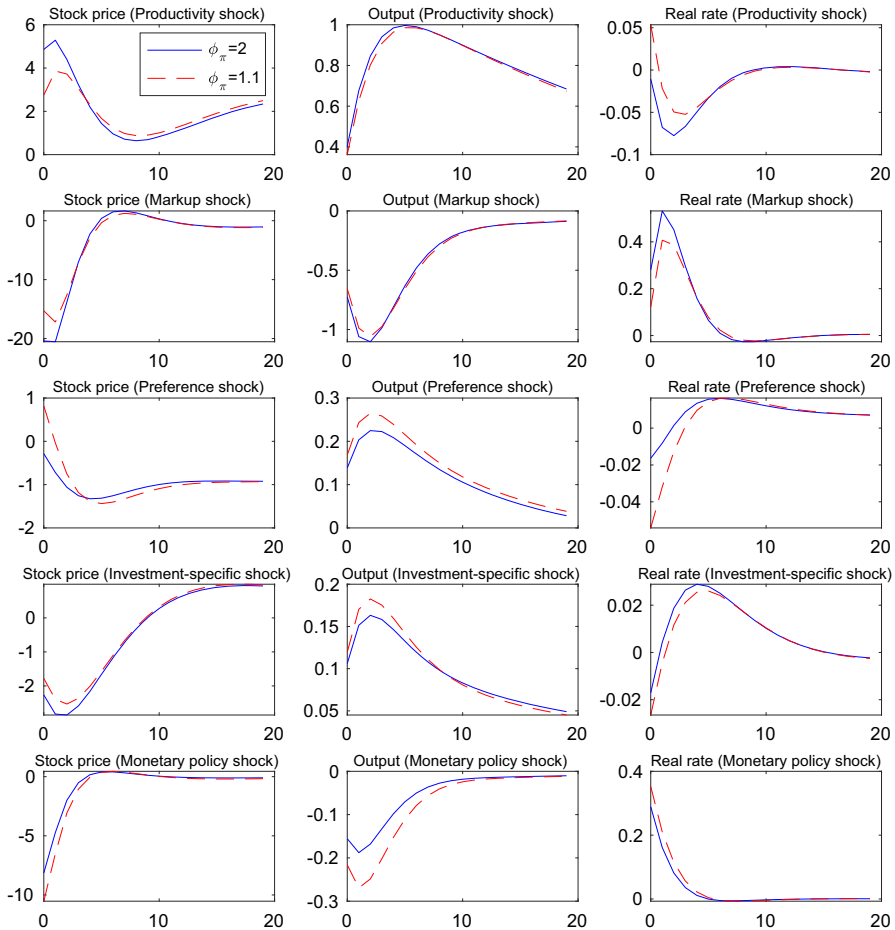 Stock price (Productivity shock)
Output (Productivity shock)
Real rate (Productivity shock)
6
4
2
0
0 10 20
ϕπ=2
ϕπ=1.1
1
0.8
0.6
0.4
0 10 20
0.05
0
-0.05
-0.1
0 10 20
Stock price (Markup shock)
Output (Markup shock)
Real rate (Markup shock)
0
-10
-20
0 10 20
0
-0.5
-1
0 10 20
0.4
0.2
0
0 10 20
Stock price (Preference shock)
Output (Preference shock)
Real rate (Preference shock)
1
0
-1
-2
0 10 20
0.3
0.2
0.1
0
0 10 20
0
-0.02
-0.04
0 10 20
Stock price (Investment-specific shock)
Output (Investment-specific shock)
Real rate (Investment-specific shock)
0
-1
-2
0 10 20
0.2
0.15
0.1
0.05
0 10 20
0.02
0
-0.02
0 10 20
Stock price (Monetary policy shock)
Output (Monetary policy shock)
Real rate (Monetary policy shock)
0
-5
-10
0 10 20
0
-0.1
-0.2
-0.3
0 10 20
0.4
0.2
0
0 10 20